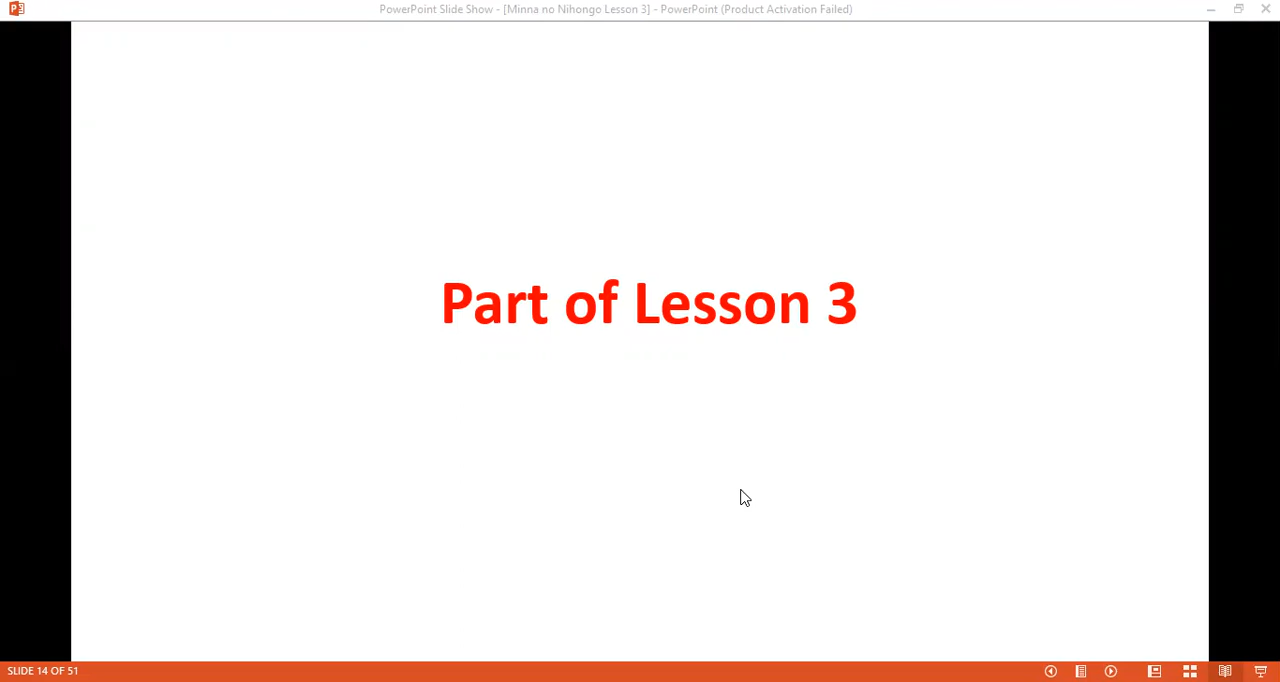 PowerPoint Slide Show - [Minna no Nihongo Lesson 3] - PowerPoint (Product Activation Failed)
Part of Lesson 3
SLIDE 14 OF 51